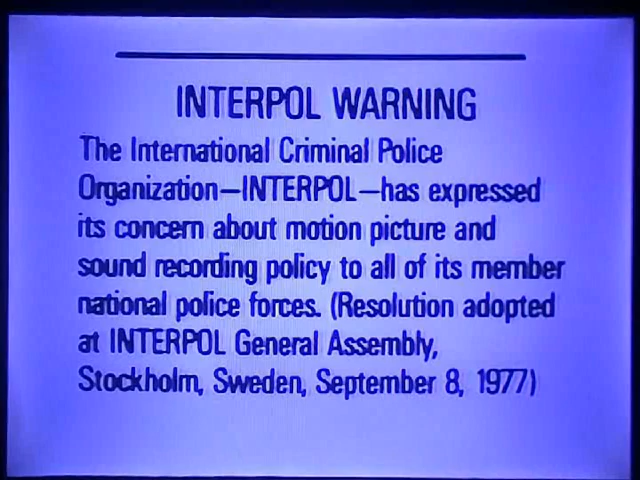 INTERPOL WARNING
The International Criminal Police
Organization—INTERPOL—has expressed
its concern about motion picture and
sound recording policy to all of its member
national police forces. (Resolution adopted
at INTERPOL General Assembly,
Stockholm, Sweden, September 8, 1977)